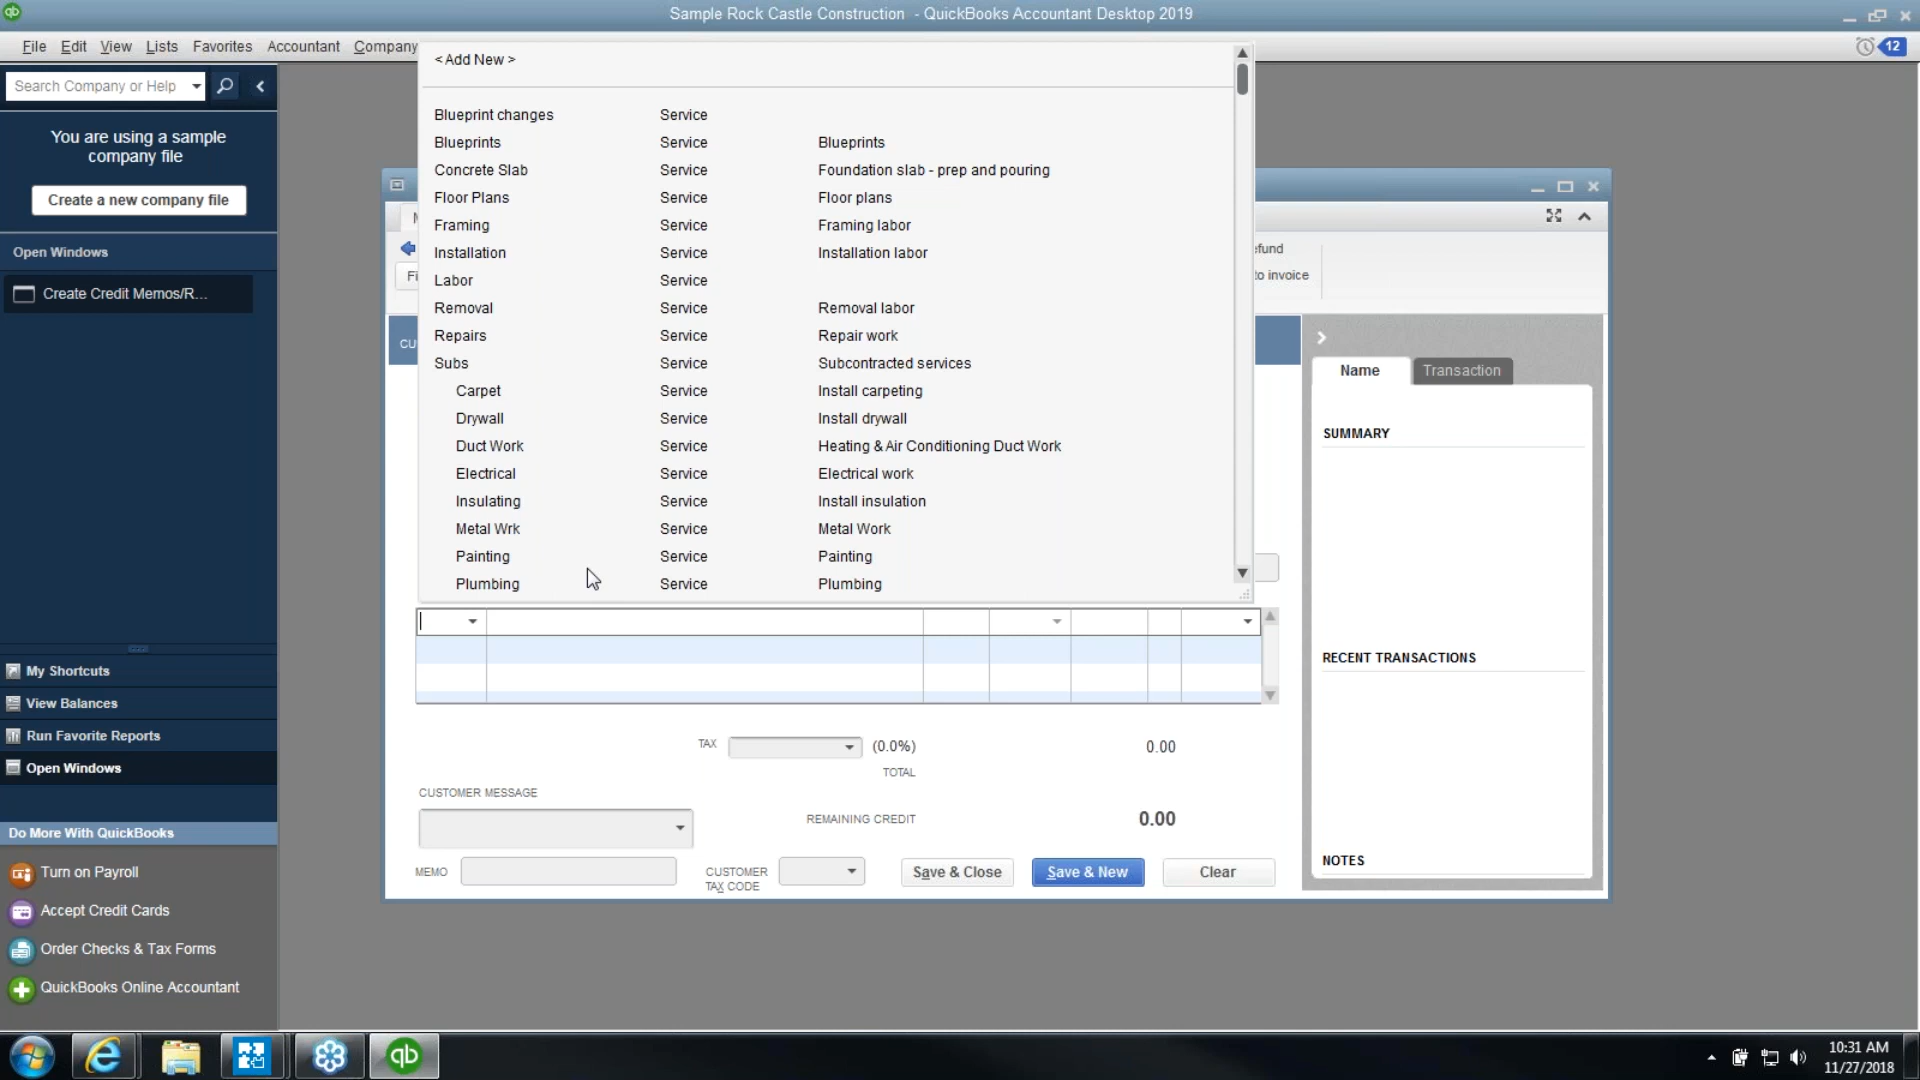 qb
Sample Rock Castle Construction - QuickBooks Accountant Desktop 2019
File Edit View Lists Favorites Accountant Company
12
Search Company or Help
You are using a sample
company file
Create a new company file
Open Windows
Create Credit Memos/R...
< Add New >
Blueprint changes Service
Blueprints Service Blueprints
Concrete Slab Service Foundation slab - prep and pouring
Floor Plans Service Floor plans
Framing Service Framing labor
Installation Service Installation labor
Labor Service
Removal Service Removal labor
Repairs Service Repair work
Subs Service Subcontracted services
Carpet Service Install carpeting
Drywall Service Install drywall
Duct Work Service Heating & Air Conditioning Duct Work
Electrical Service Electrical work
Insulating Service Install insulation
Metal Wrk Service Metal Work
Painting Service Painting
Plumbing Service Plumbing
Fi
CU
efund
to invoice
Name Transaction
SUMMARY
RECENT TRANSACTIONS
NOTES
TAX (0.0%) 0.00
TOTAL
CUSTOMER MESSAGE
REMAINING CREDIT 0.00
MEMO
CUSTOMER
TAX CODE
Save & Close Save & New Clear
My Shortcuts
View Balances
Run Favorite Reports
Open Windows
Do More With QuickBooks
Turn on Payroll
Accept Credit Cards
Order Checks & Tax Forms
QuickBooks Online Accountant
qb
10:31 AM
11/27/2018